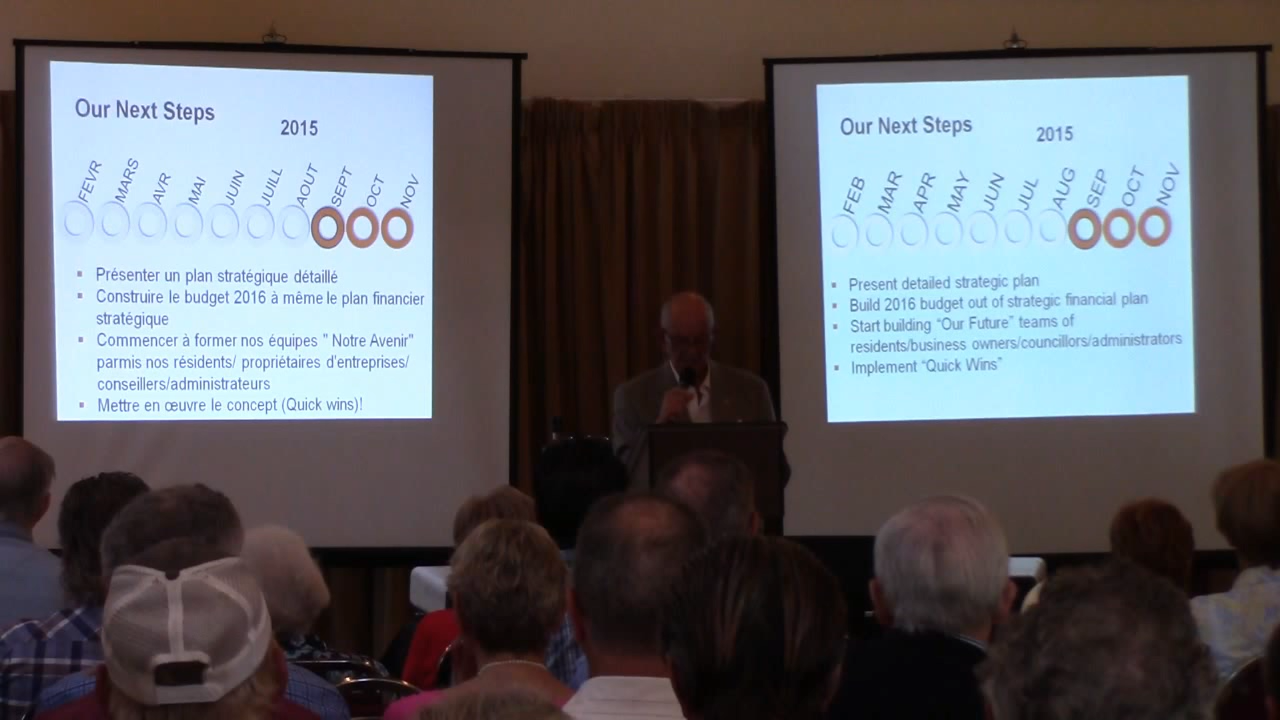 Our Next Steps
2015
FEVR MARS AVR MAI JUIN JUILL AOUT SEPT OCT NOV
▪ Présenter un plan stratégique détaillé
▪ Construire le budget 2016 à même le plan financier
stratégique
▪ Commencer à former nos équipes " Notre Avenir"
parmis nos résidents/ propriétaires d'entreprises/
conseillers/administrateurs
▪ Mettre en œuvre le concept (Quick wins)!
Our Next Steps
2015
FEB MAR APR MAY JUN JUL AUG SEP OCT NOV
▪ Present detailed strategic plan
▪ Build 2016 budget out of strategic financial plan
▪ Start building “Our Future” teams of
residents/business owners/councillors/administrators
▪ Implement “Quick Wins”